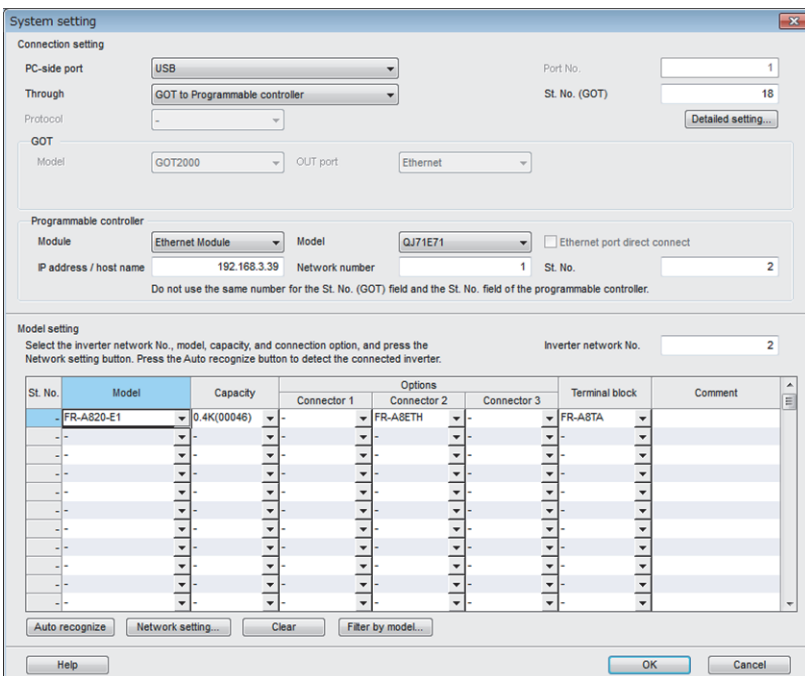 System setting
Connection setting
PC-side port USB Port No. 1
Through GOT to Programmable controller St. No. (GOT) 18
Protocol - Detailed setting...
GOT
Model GOT2000 OUT port Ethernet
Programmable controller
Module Ethernet Module Model QJ71E71 Ethernet port direct connect
IP address / host name 192.168.3.39 Network number 1 St. No. 2
Do not use the same number for the St. No. (GOT) field and the St. No. field of the programmable controller.
Model setting
Select the inverter network No., model, capacity, and connection option, and press the
Network setting button. Press the Auto recognize button to detect the connected inverter.
Inverter network No. 2
St. No. Model Capacity Options Terminal block Comment
Connector 1 Connector 2 Connector 3
- FR-A820-E1 0.4K(00046) - FR-A8ETH - FR-A8TA
- - - - - - -
- - - - - - -
- - - - - - -
- - - - - - -
- - - - - - -
- - - - - - -
- - - - - - -
- - - - - - -
- - - - - - -
- - - - - - -
Auto recognize Network setting... Clear Filter by model...
Help OK Cancel